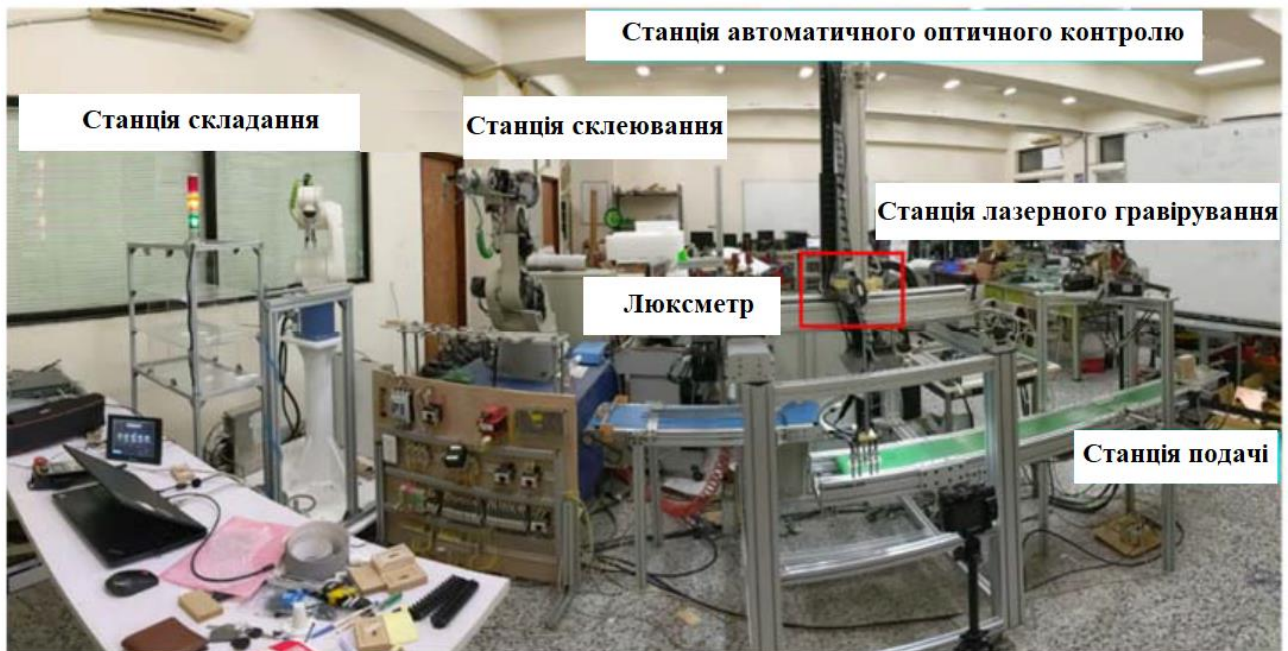 Станція автоматичного оптичного контролю
Станція складання
Станція склеювання
Станція лазерного гравірування
Люксметр
Станція подачі